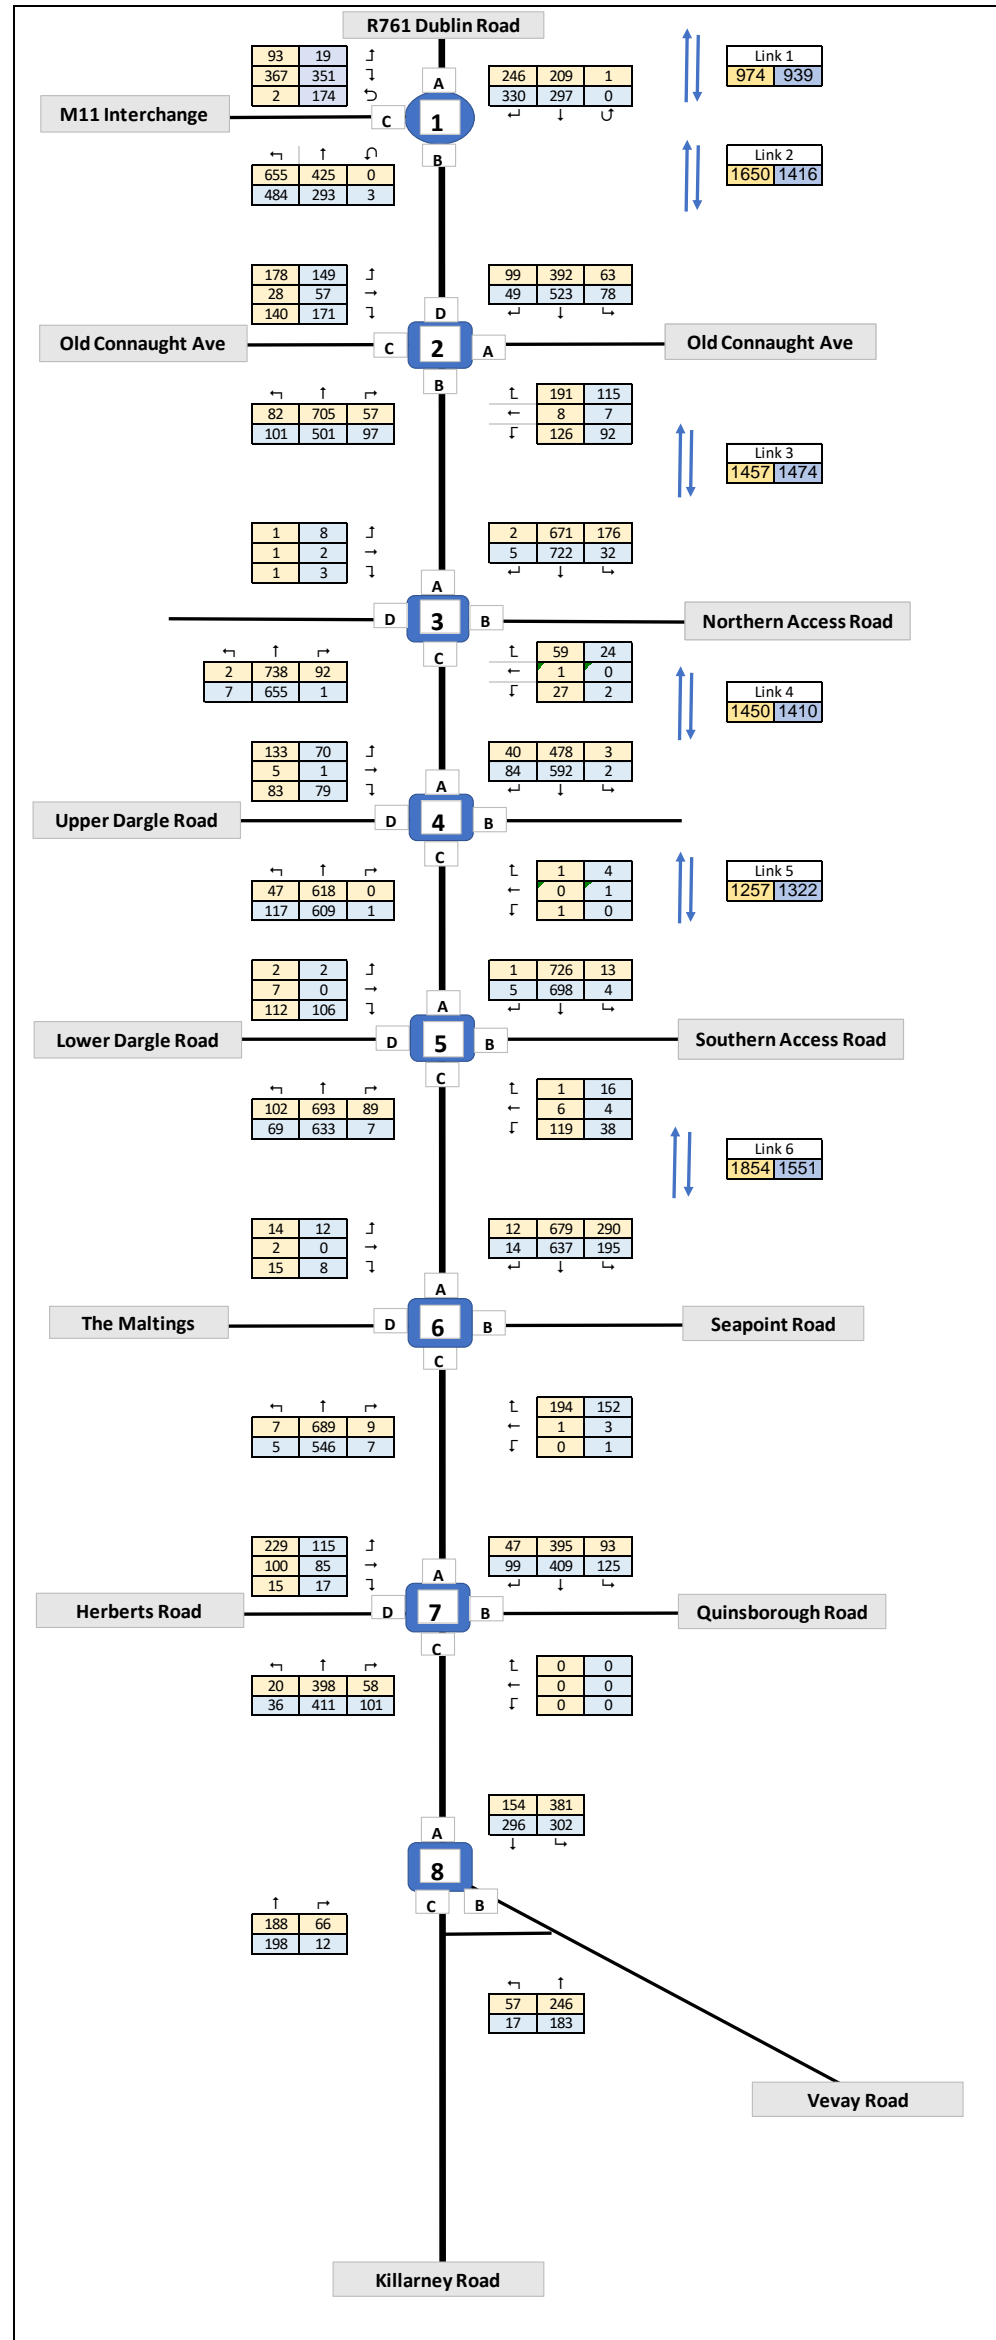 R761 Dublin Road
93 19 ↑
367 351 ↴
2 174 ⮌
A
246 209 1
330 297 0
↵ ↓ ↺
Link 1
974 939
M11 Interchange
C
1
B
↰ ↑ ↶
655 425 0
484 293 3
Link 2
1650 1416
178 149 ↑
28 57 →
140 171 ↴
D
99 392 63
49 523 78
↵ ↓ ↳
Old Connaught Ave
C
2
A
Old Connaught Ave
B
↰ ↑ ↱
82 705 57
101 501 97
↑ 191 115
← 8 7
↓ 126 92
Link 3
1457 1474
1 8 ↑
1 2 →
1 3 ↴
A
2 671 176
5 722 32
↵ ↓ ↳
D
3
B
Northern Access Road
C
↰ ↑ ↱
2 738 92
7 655 1
↑ 59 24
← 1 0
↓ 27 2
Link 4
1450 1410
133 70 ↑
5 1 →
83 79 ↴
A
40 478 3
84 592 2
↵ ↓ ↳
Upper Dargle Road
D
4
B
C
↰ ↑ ↱
47 618 0
117 609 1
↑ 1 4
← 0 1
↓ 1 0
Link 5
1257 1322
2 2 ↑
7 0 →
112 106 ↴
A
1 726 13
5 698 4
↵ ↓ ↳
Lower Dargle Road
D
5
B
Southern Access Road
C
↰ ↑ ↱
102 693 89
69 633 7
↑ 1 16
← 6 4
↓ 119 38
Link 6
1854 1551
14 12 ↑
2 0 →
15 8 ↴
A
12 679 290
14 637 195
↵ ↓ ↳
The Maltings
D
6
B
Seapoint Road
C
↰ ↑ ↱
7 689 9
5 546 7
↑ 194 152
← 1 3
↓ 0 1
229 115 ↑
100 85 →
15 17 ↴
A
47 395 93
99 409 125
↵ ↓ ↳
Herberts Road
D
7
B
Quinsborough Road
C
↰ ↑ ↱
20 398 58
36 411 101
↑ 0 0
← 0 0
↓ 0 0
A
154 381
296 302
↓ ↳
8
C
B
↑ ↱
188 66
198 12
↰ ↑
57 246
17 183
Vevay Road
Killarney Road